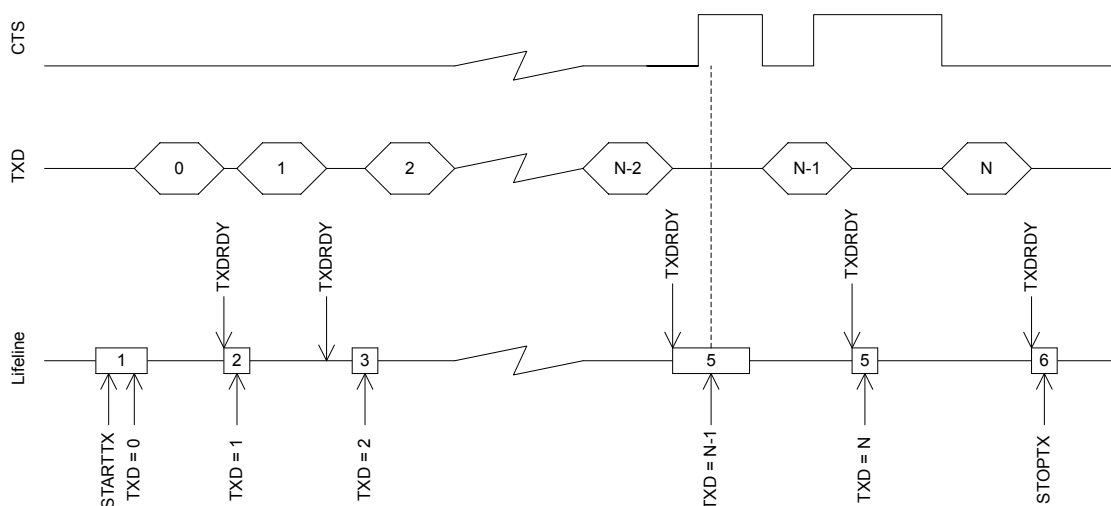 CTS
TXD
0
1
2
N-2
N-1
N
TXDRDY
TXDRDY
TXDRDY
TXDRDY
TXDRDY
Lifeline
1
2
3
5
5
6
STARTTX
TXD = 0
TXD = 1
TXD = 2
TXD = N-1
TXD = N
STOPTX